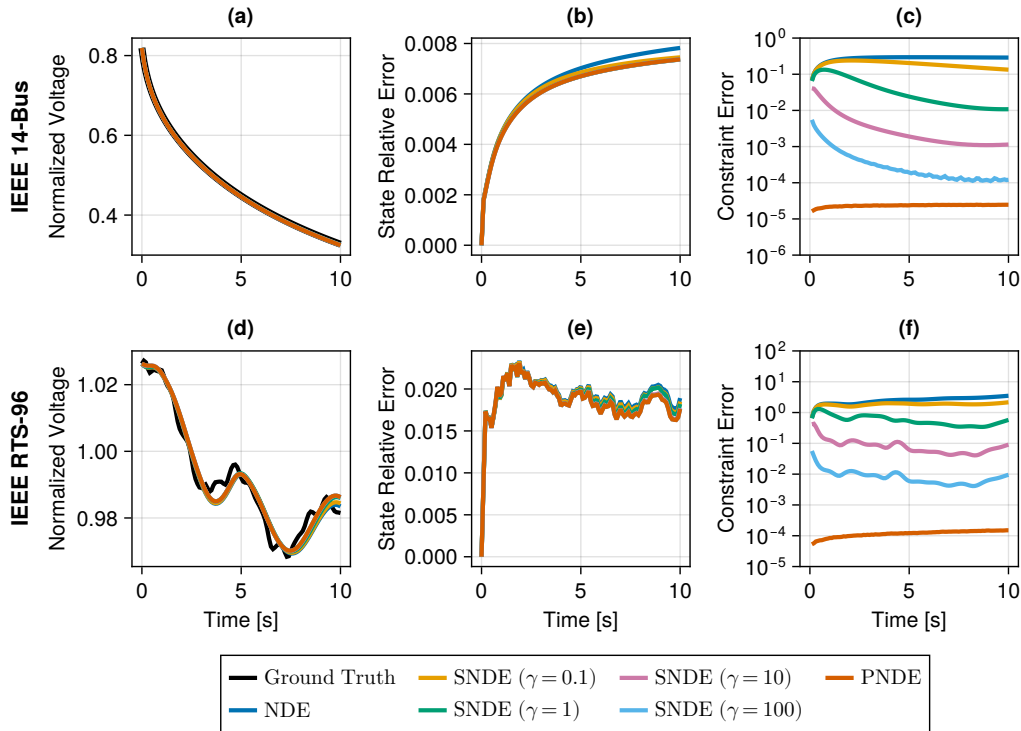 (a)
(b)
(c)
IEEE 14-Bus
Normalized Voltage
0.8
0.6
0.4
0
5
10
State Relative Error
0.008
0.006
0.004
0.002
0.000
0
5
10
Constraint Error
10^0
10^-1
10^-2
10^-3
10^-4
10^-5
10^-6
0
5
10
(d)
(e)
(f)
IEEE RTS-96
Normalized Voltage
1.02
1.00
0.98
0
5
10
Time [s]
State Relative Error
0.020
0.015
0.010
0.005
0.000
0
5
10
Time [s]
Constraint Error
10^2
10^1
10^0
10^-1
10^-2
10^-3
10^-4
10^-5
0
5
10
Time [s]
Ground Truth
SNDE (γ = 0.1)
SNDE (γ = 10)
PNDE
NDE
SNDE (γ = 1)
SNDE (γ = 100)